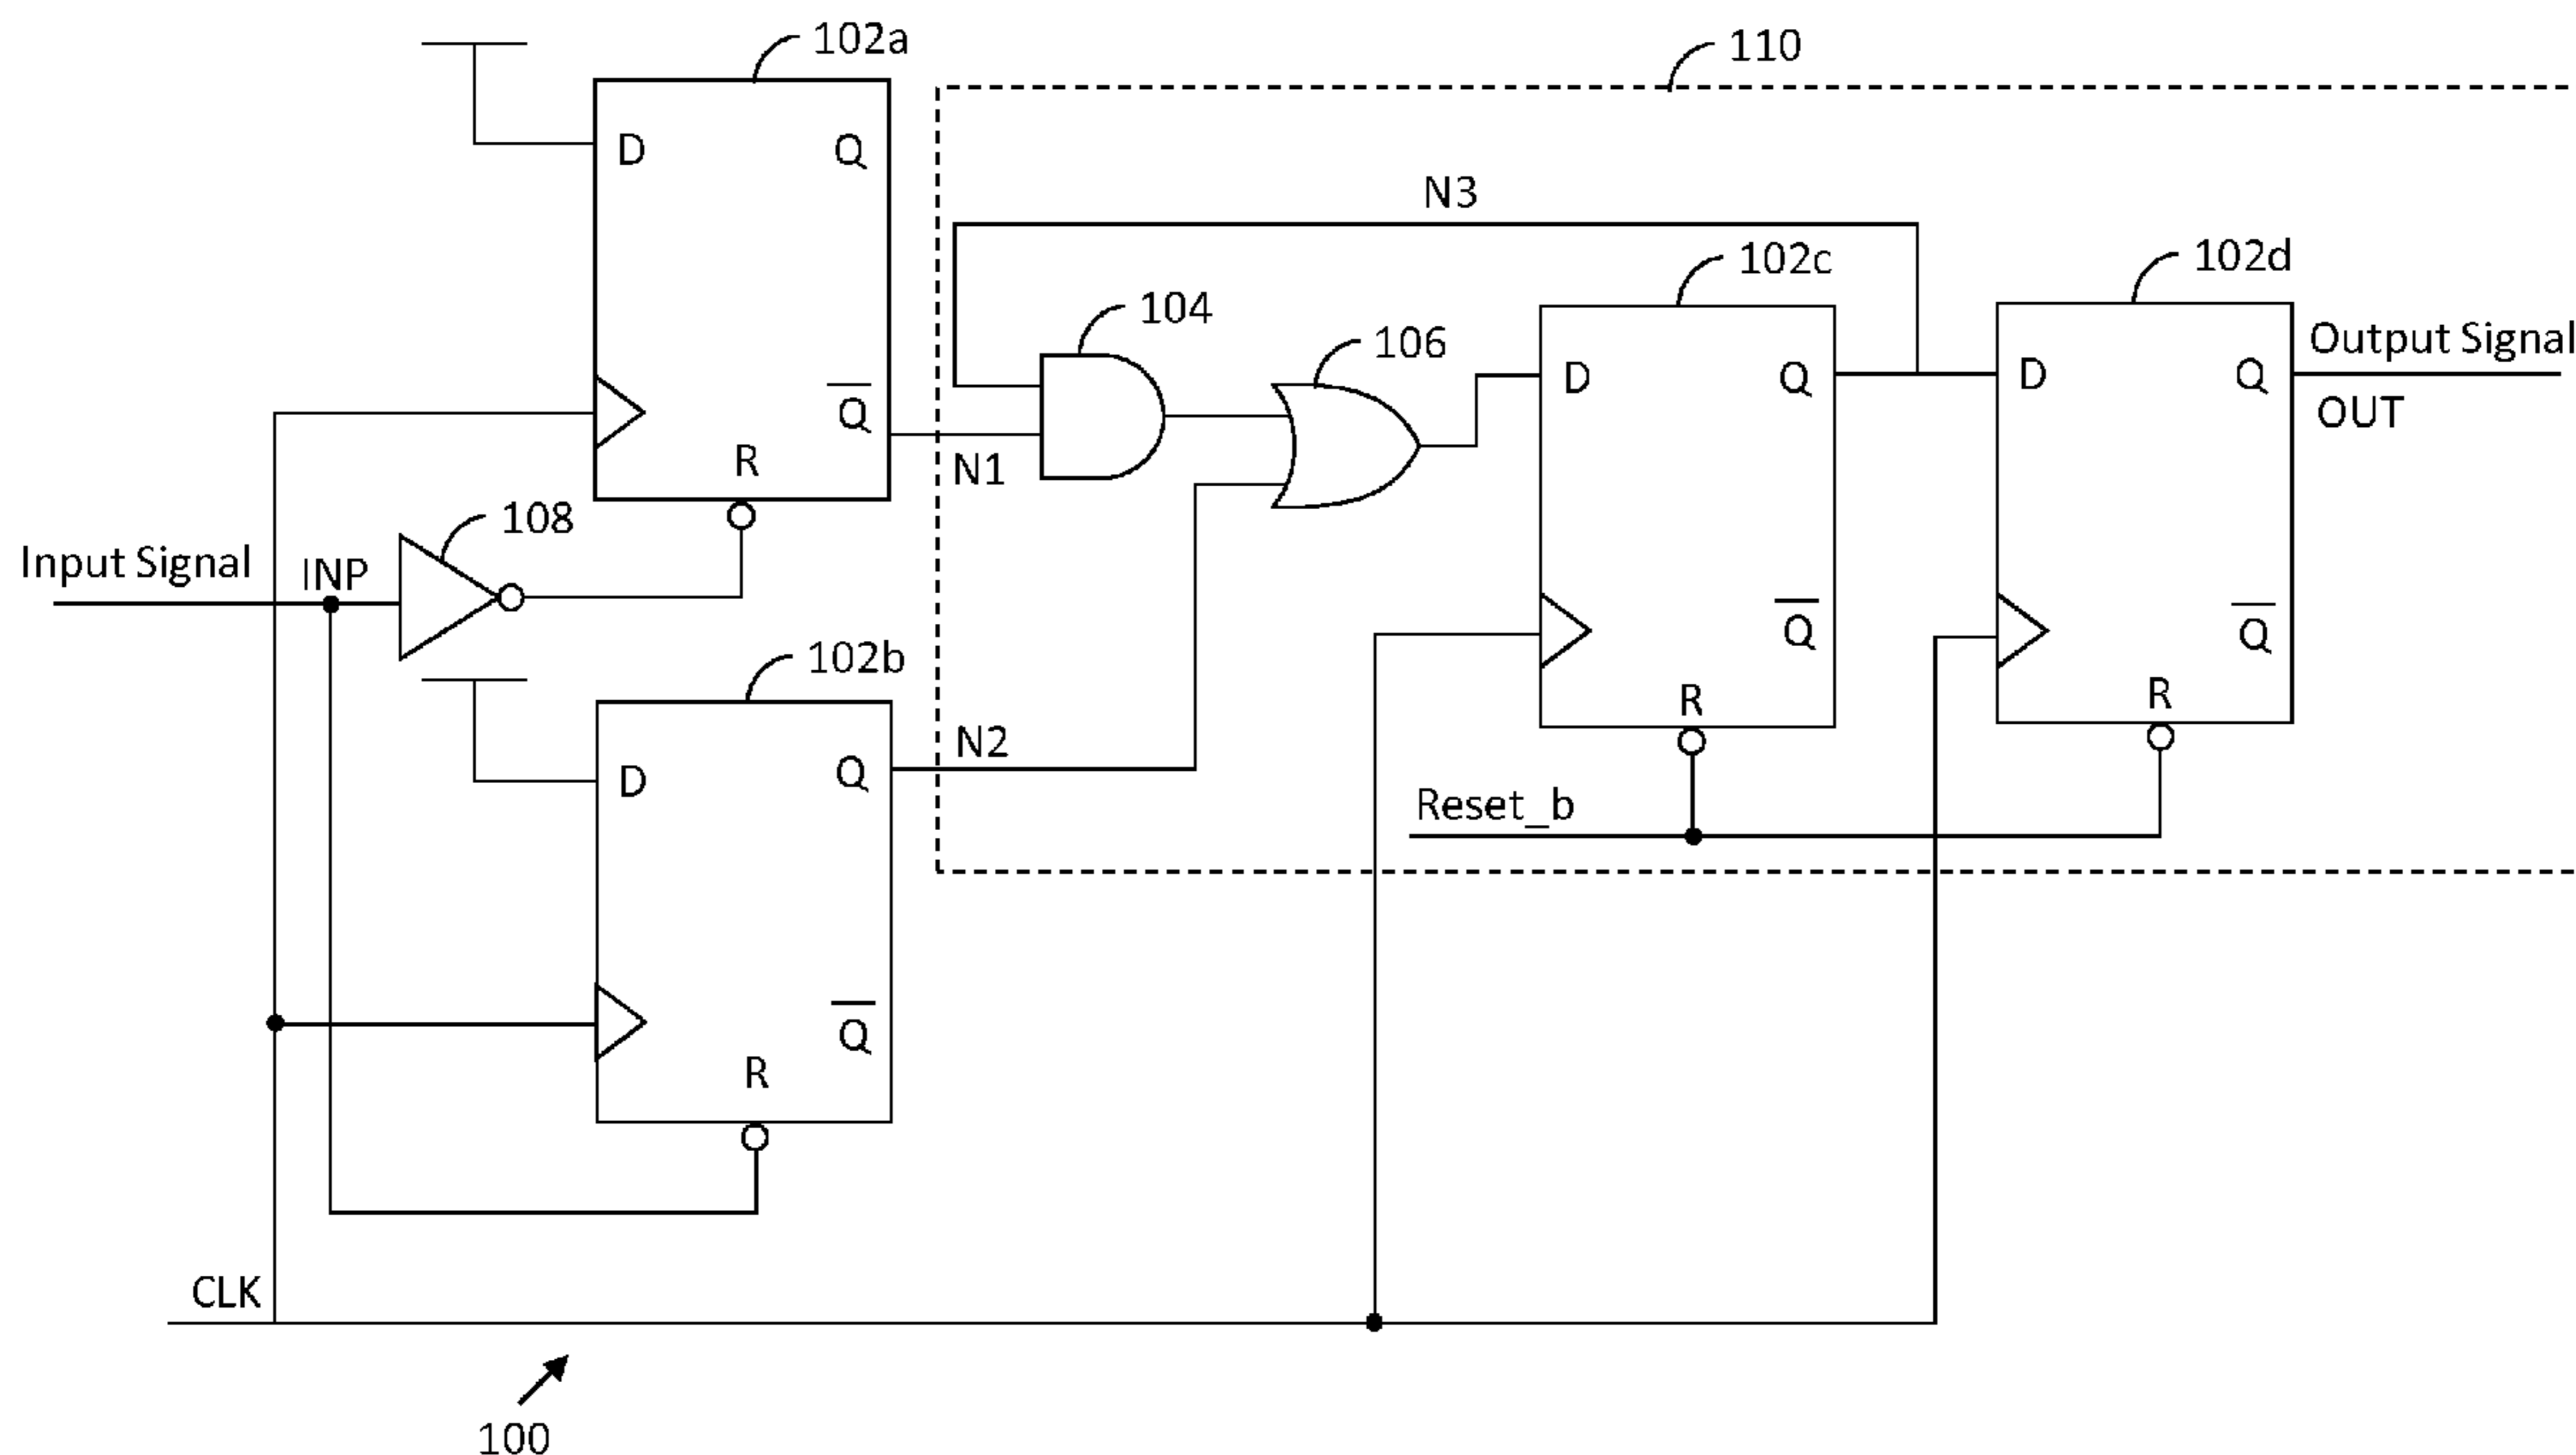 102a
110
D
Q
N3
102c
102d
104
106
Output Signal
D
Q
D
Q
OUT
Q
R
N1
108
Input Signal
INP
102b
Q
Q
R
R
D
Q
N2
Reset_b
Q
R
CLK
100